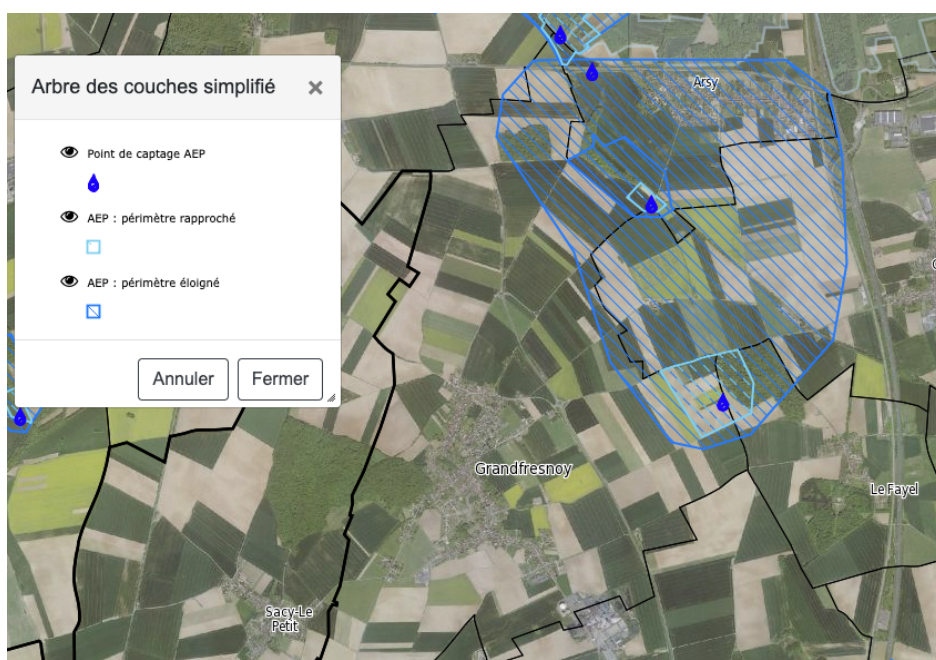 Arbre des couches simplifié ×
Point de captage AEP
AEP : périmètre rapproché
AEP : périmètre éloigné
Annuler
Fermer
Arsy
Grandfresnoy
Le Fayel
Sacy-Le
Petit